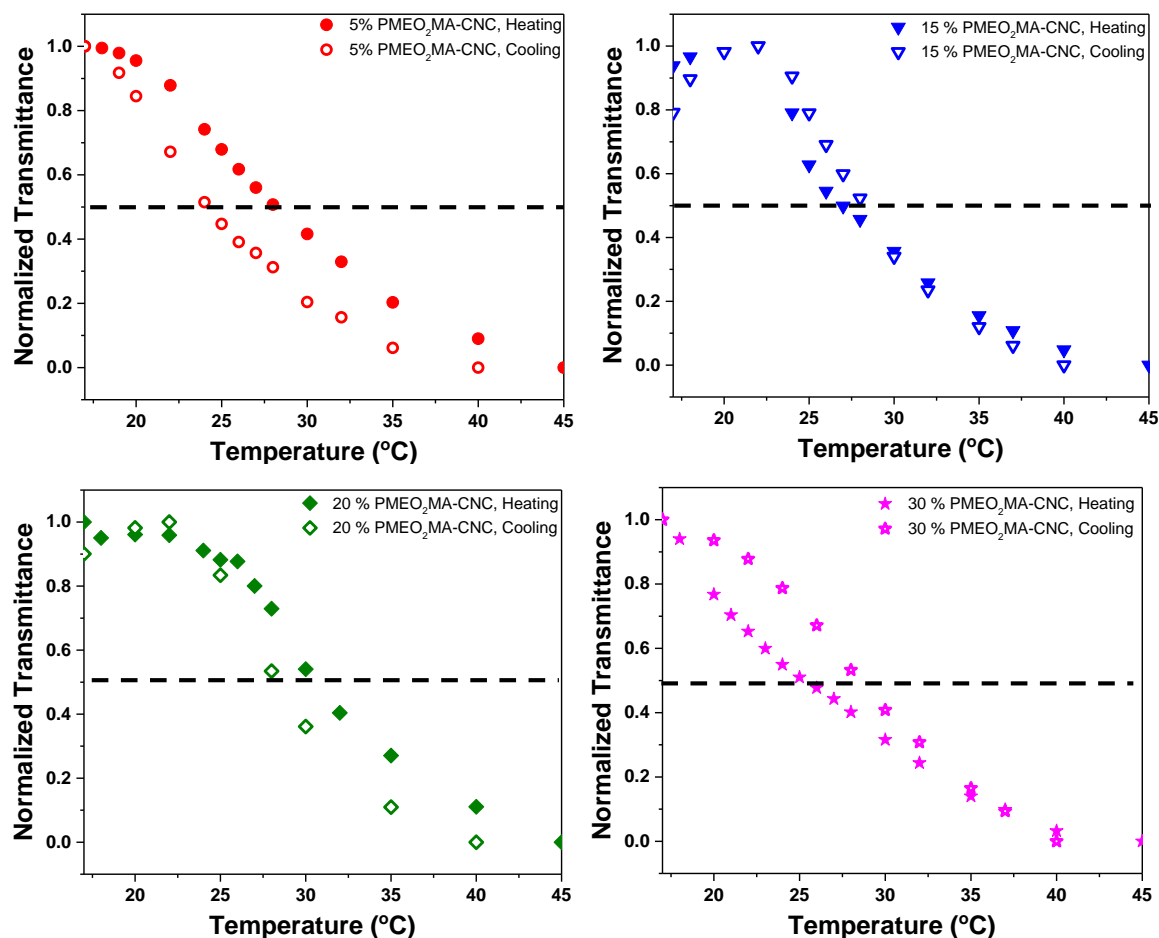 5% PMEO₂MA-CNC, Heating
5% PMEO₂MA-CNC, Cooling
1.0
0.8
0.6
0.4
0.2
0.0
Normalized Transmittance
20 25 30 35 40 45
Temperature (ºC)
15 % PMEO₂MA-CNC, Heating
15 % PMEO₂MA-CNC, Cooling
1.0
0.8
0.6
0.4
0.2
0.0
Normalized Transmittance
20 25 30 35 40 45
Temperature (ºC)
20 % PMEO₂MA-CNC, Heating
20 % PMEO₂MA-CNC, Cooling
1.0
0.8
0.6
0.4
0.2
0.0
Normalized Transmittance
20 25 30 35 40 45
Temperature (ºC)
30 % PMEO₂MA-CNC, Heating
30 % PMEO₂MA-CNC, Cooling
1.0
0.8
0.6
0.4
0.2
0.0
Normalized Transmittance
20 25 30 35 40 45
Temperature (ºC)